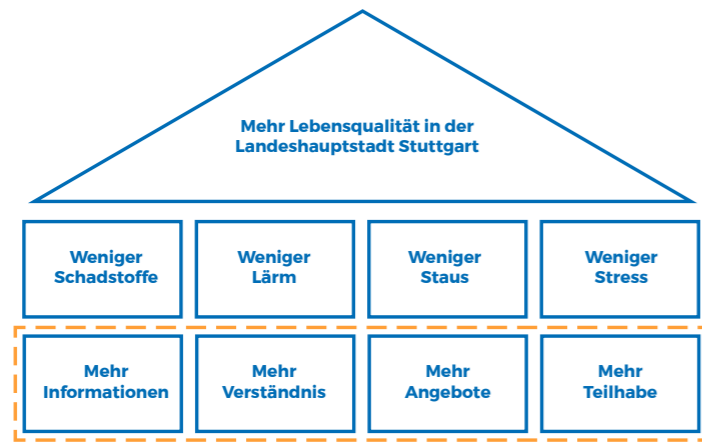 Mehr Lebensqualität in der
Landeshauptstadt Stuttgart
Weniger
Schadstoffe
Weniger
Lärm
Weniger
Staus
Weniger
Stress
Mehr
Informationen
Mehr
Verständnis
Mehr
Angebote
Mehr
Teilhabe